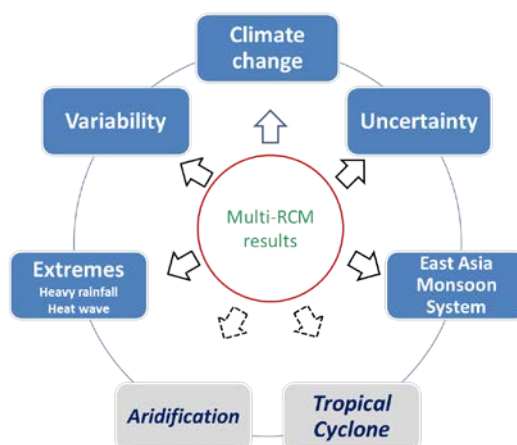 Climate
change
Variability
Uncertainty
Multi-RCM
results
Extremes
Heavy rainfall
Heat wave
East Asia
Monsoon
System
Aridification
Tropical
Cyclone